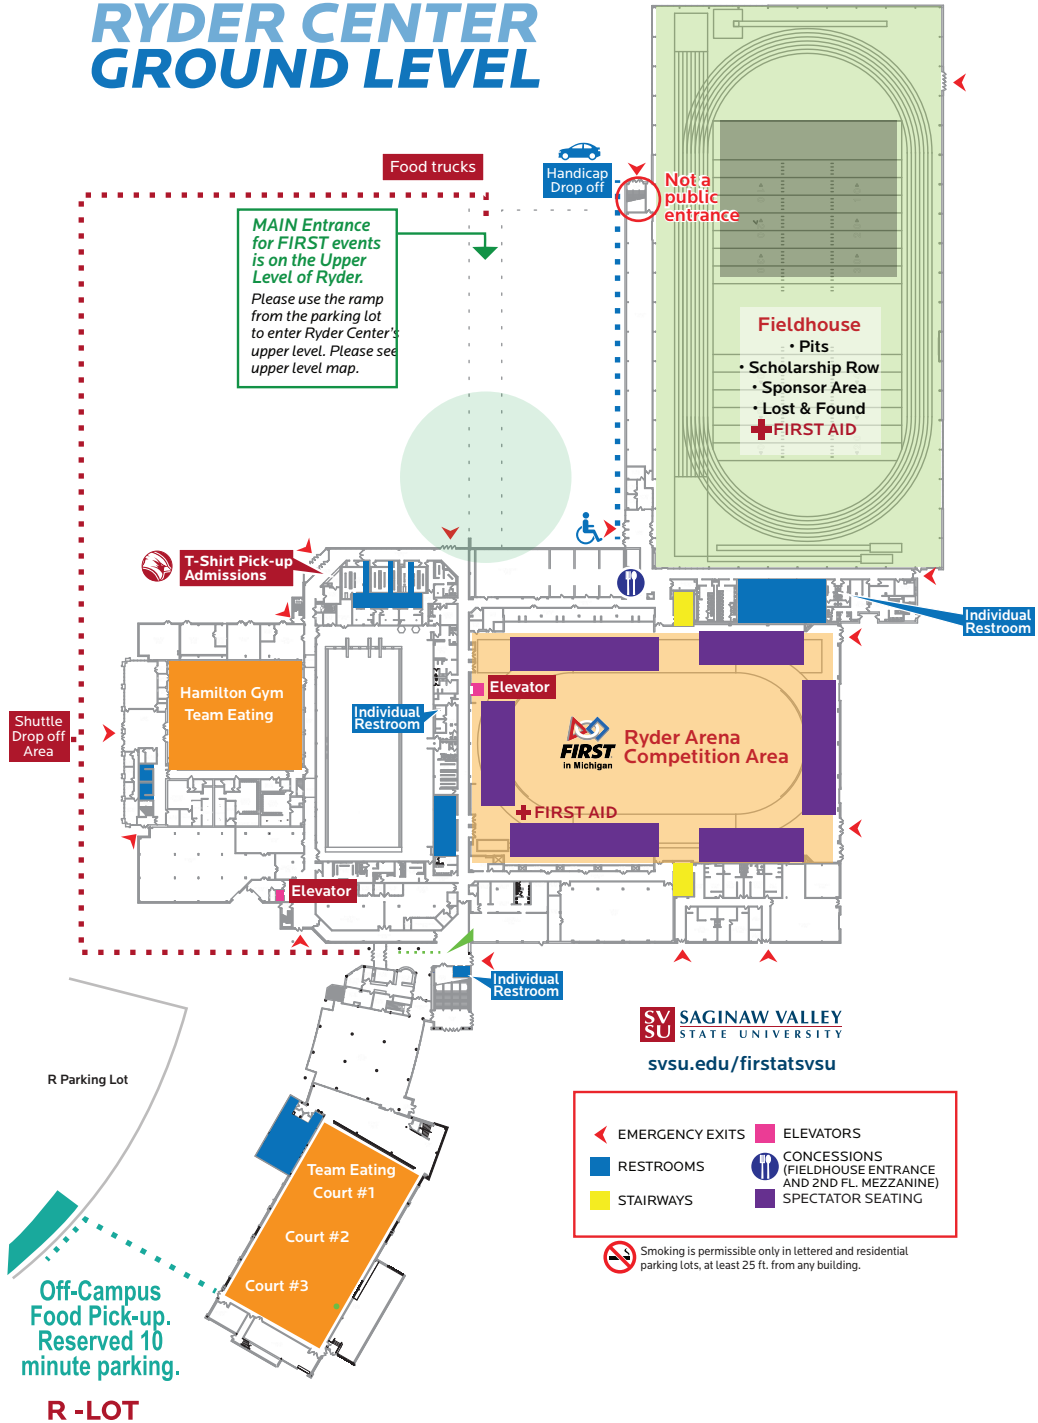 RYDER CENTER
GROUND LEVEL
Food trucks
Handicap
Drop off
Not a
public
entrance
MAIN Entrance
for FIRST events
is on the Upper
Level of Ryder.
Please use the ramp
from the parking lot
to enter Ryder Center's
upper level. Please see
upper level map.
Fieldhouse
• Pits
• Scholarship Row
• Sponsor Area
• Lost & Found
FIRST AID
T-Shirt Pick-up
Admissions
Individual
Restroom
Hamilton Gym
Team Eating
Elevator
Individual
Restroom
Shuttle
Drop off
Area
FIRST
in Michigan
Ryder Arena
Competition Area
FIRST AID
Elevator
Individual
Restroom
SV
SU
SAGINAW VALLEY
STATE UNIVERSITY
svsu.edu/firstatsvsu
R Parking Lot
EMERGENCY EXITS
RESTROOMS
STAIRWAYS
ELEVATORS
CONCESSIONS
(FIELDHOUSE ENTRANCE
AND 2ND FL. MEZZANINE)
SPECTATOR SEATING
Smoking is permissible only in lettered and residential
parking lots, at least 25 ft. from any building.
Team Eating
Court #1
Court #2
Court #3
Off-Campus
Food Pick-up.
Reserved 10
minute parking.
R -LOT